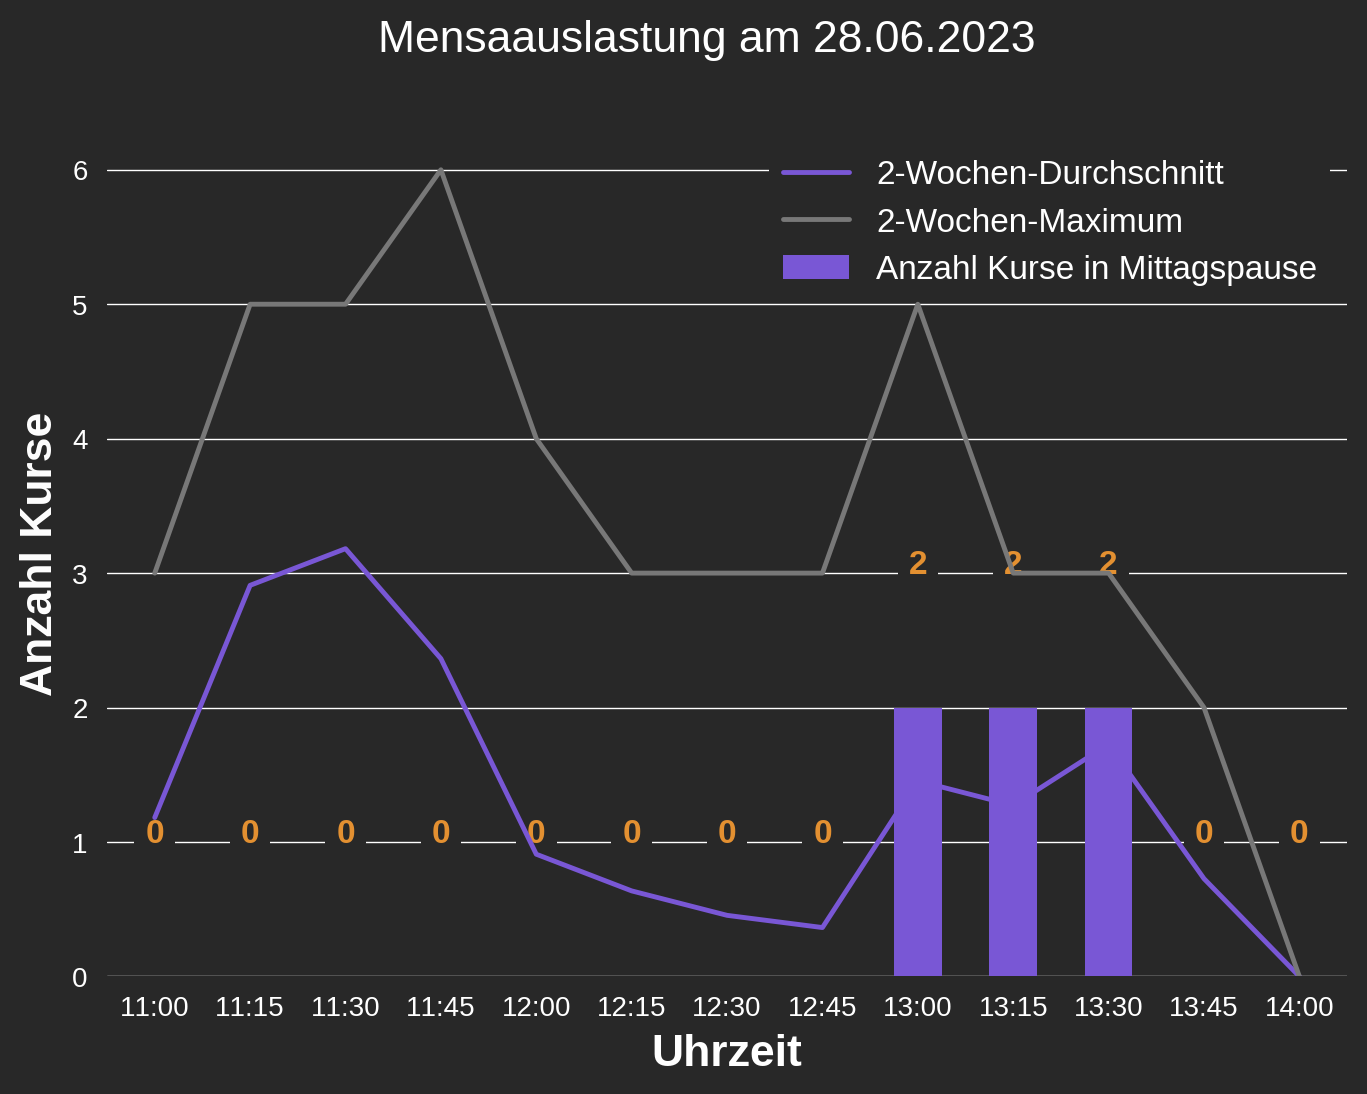 Mensaauslastung am 28.06.2023
2-Wochen-Durchschnitt
2-Wochen-Maximum
Anzahl Kurse in Mittagspause
Anzahl Kurse
6
5
4
3
2
1
0
2 2 2
0 0 0 0 0 0 0 0 0 0
11:00 11:15 11:30 11:45 12:00 12:15 12:30 12:45 13:00 13:15 13:30 13:45 14:00
Uhrzeit